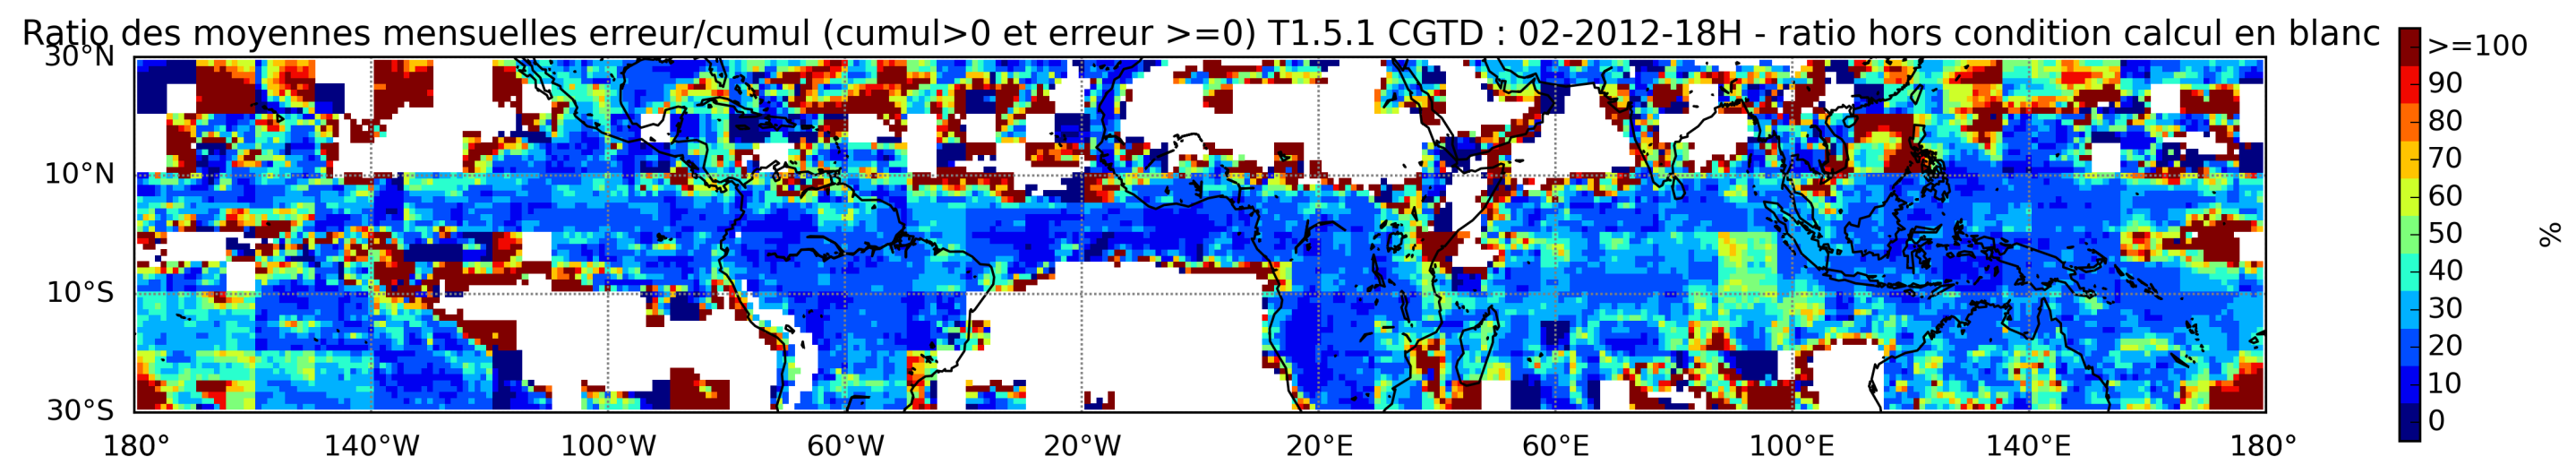 Ratio des moyennes mensuelles erreur/cumul (cumul>0 et erreur >=0) T1.5.1 CGTD : 02-2012-18H - ratio hors condition calcul en blanc
30°N
10°N
10°S
30°S
180° 140°W 100°W 60°W 20°W 20°E 60°E 100°E 140°E 180°
>=100
90
80
70
60
50
40
30
20
10
0
%